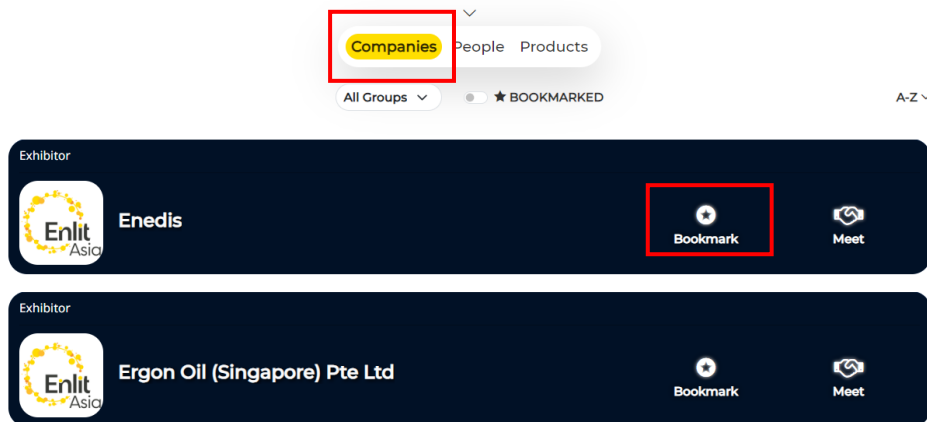 Companies People Products
All Groups ★ BOOKMARKED A-Z
Exhibitor
Enlit
Asia
Enedis
Bookmark Meet
Exhibitor
Enlit
Asia
Ergon Oil (Singapore) Pte Ltd
Bookmark Meet